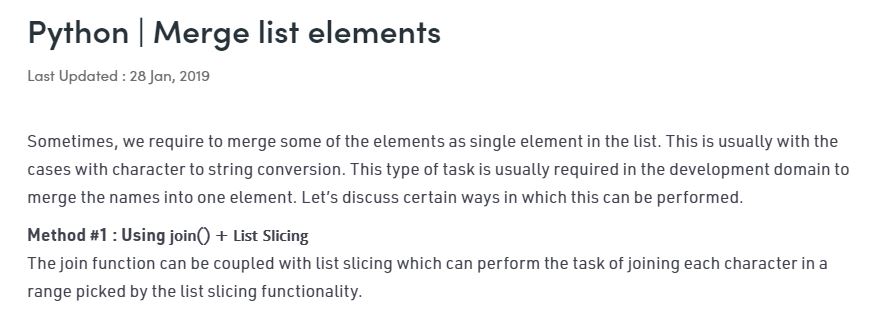 Python | Merge list elements
Last Updated : 28 Jan, 2019
Sometimes, we require to merge some of the elements as single element in the list. This is usually with the
cases with character to string conversion. This type of task is usually required in the development domain to
merge the names into one element. Let’s discuss certain ways in which this can be performed.
Method #1 : Using join() + List Slicing
The join function can be coupled with list slicing which can perform the task of joining each character in a
range picked by the list slicing functionality.